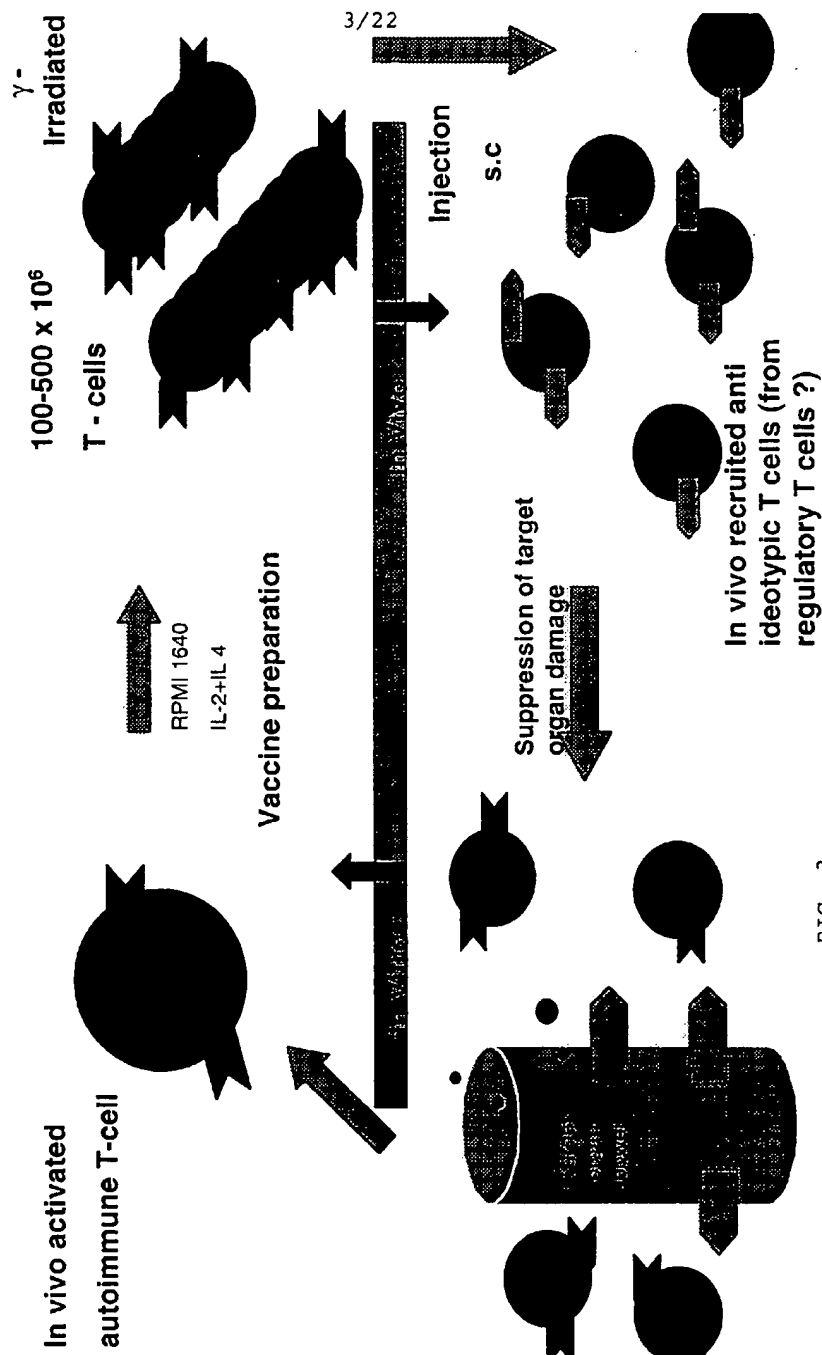 3/22
In vivo activated
autoimmune T-cell
RPMI 1640
IL-2+IL 4
Vaccine preparation
100-500 x 10⁶
T - cells
γ -
Irradiated
Injection
s.c
Suppression of target
organ damage
In vivo recruited anti
ideotypic T cells (from
regulatory T cells ?)